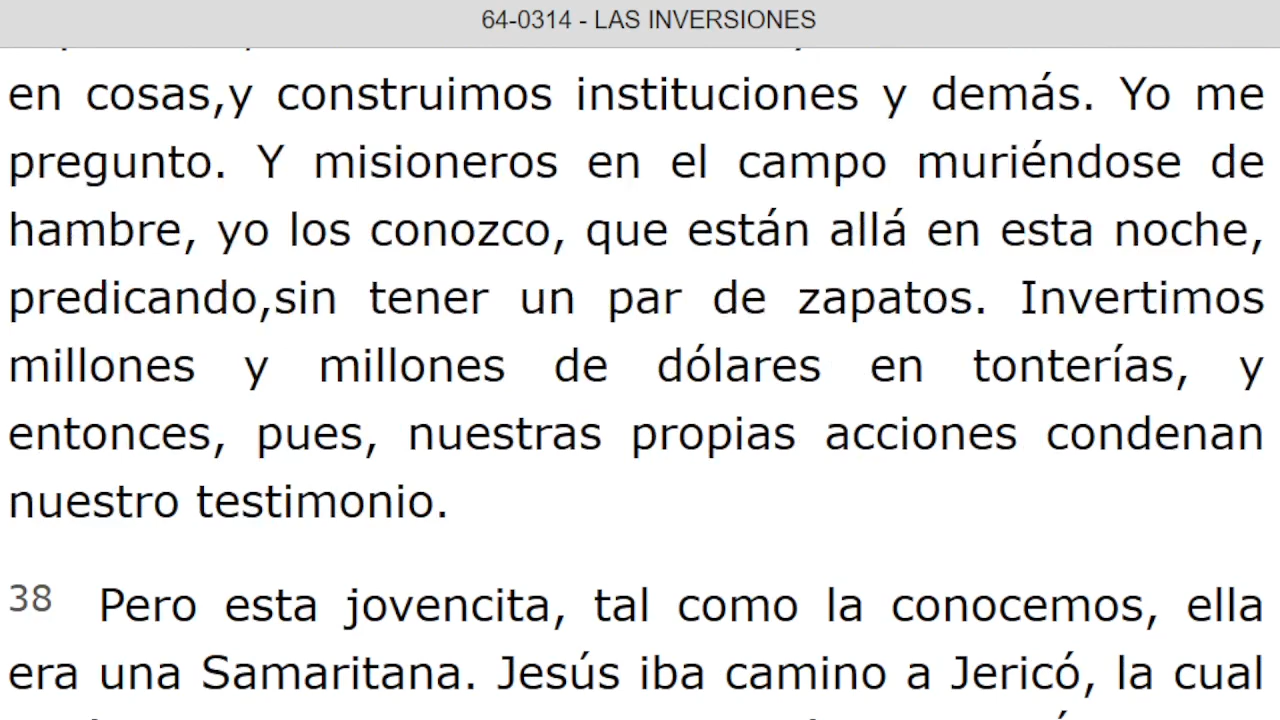 64-0314 - LAS INVERSIONES
en cosas,y construimos instituciones y demás. Yo me
pregunto. Y misioneros en el campo muriéndose de
hambre, yo los conozco, que están allá en esta noche,
predicando,sin tener un par de zapatos. Invertimos
millones y millones de dólares en tonterías, y
entonces, pues, nuestras propias acciones condenan
nuestro testimonio.
38 Pero esta jovencita, tal como la conocemos, ella
era una Samaritana. Jesús iba camino a Jericó, la cual